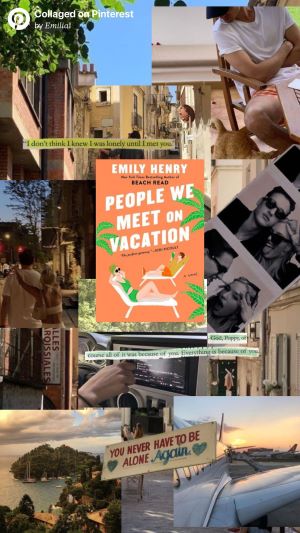 Collaged on Pinterest
by Emilial
"I don't think I knew I was lonely until I met you."
EMILY HENRY
New York Times Bestselling Author of
BEACH READ
PEOPLE WE
MEET ON
VACATION
a novel
God, Poppy, of
course all of it was because of you. Everything is because of you.
YOU NEVER HAVE TO BE
ALONE Again.